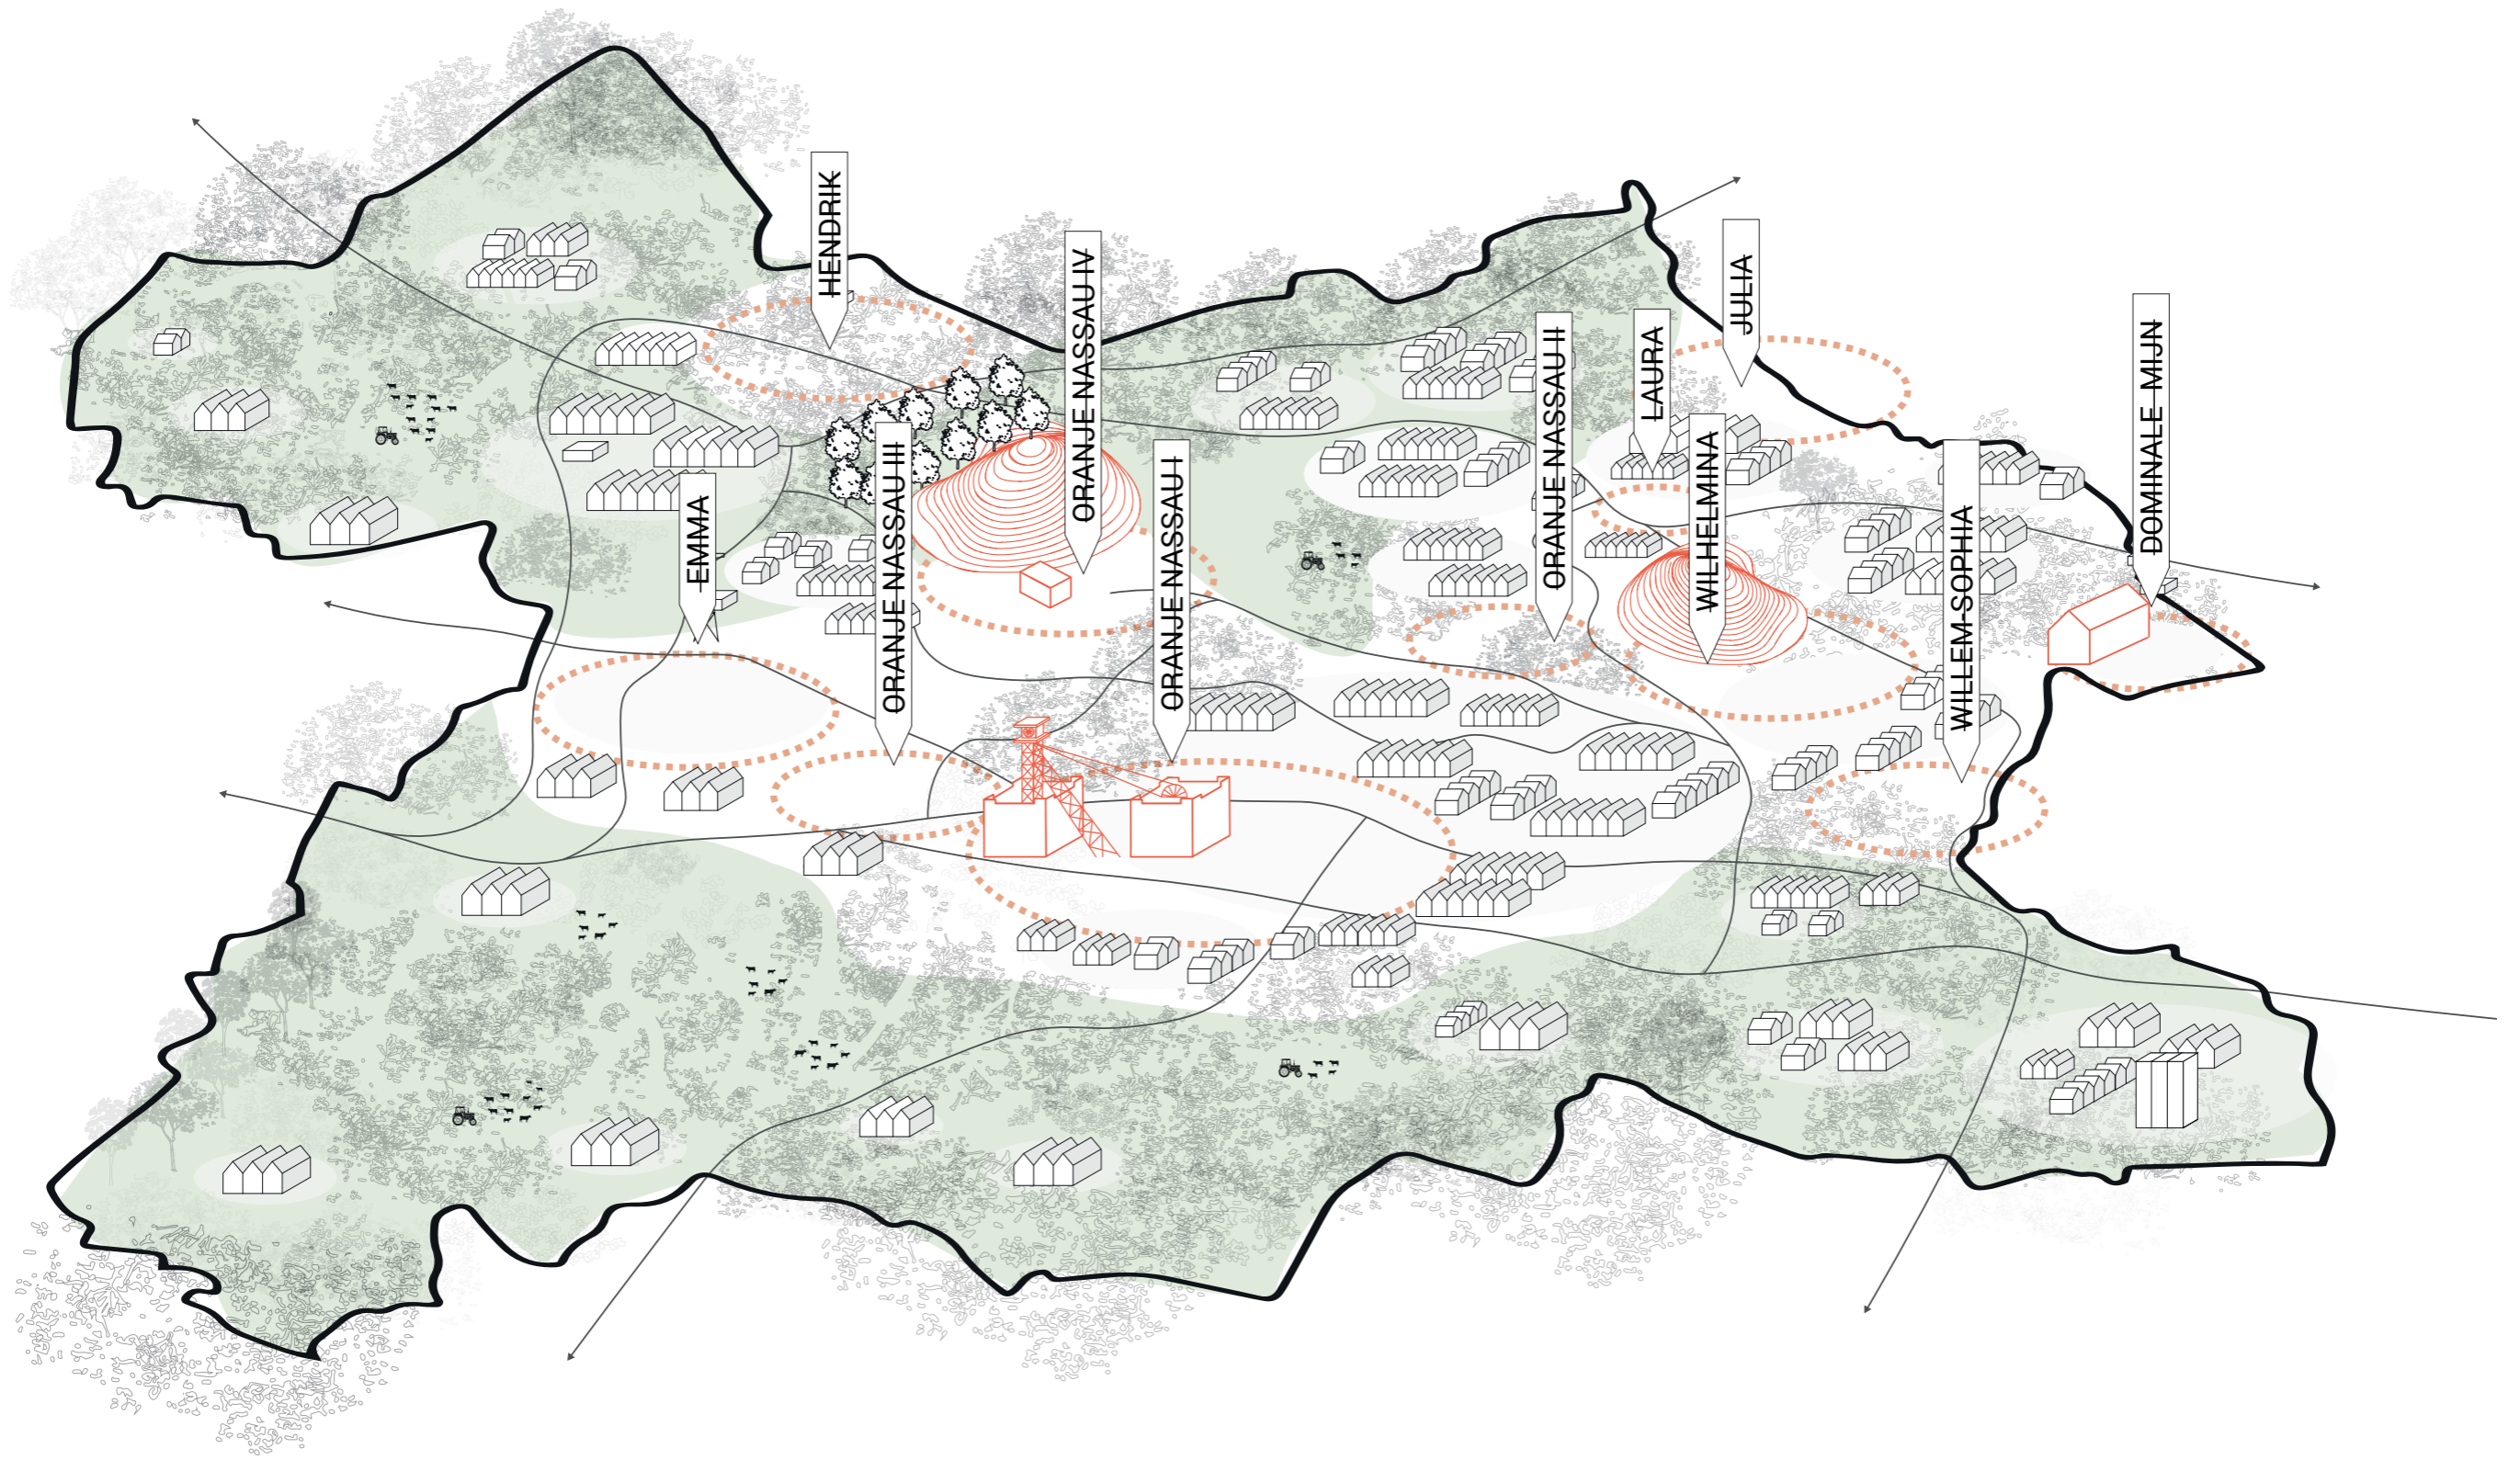 HENDRIK
ORANJE NASSAU IV
JULIA
DOMINALE MIJN
ORANJE NASSAU II
LAURA
WILHELMINA
ORANJE NASSAU III
ORANJE NASSAU I
WILLEM-SOPHIA
EMMA